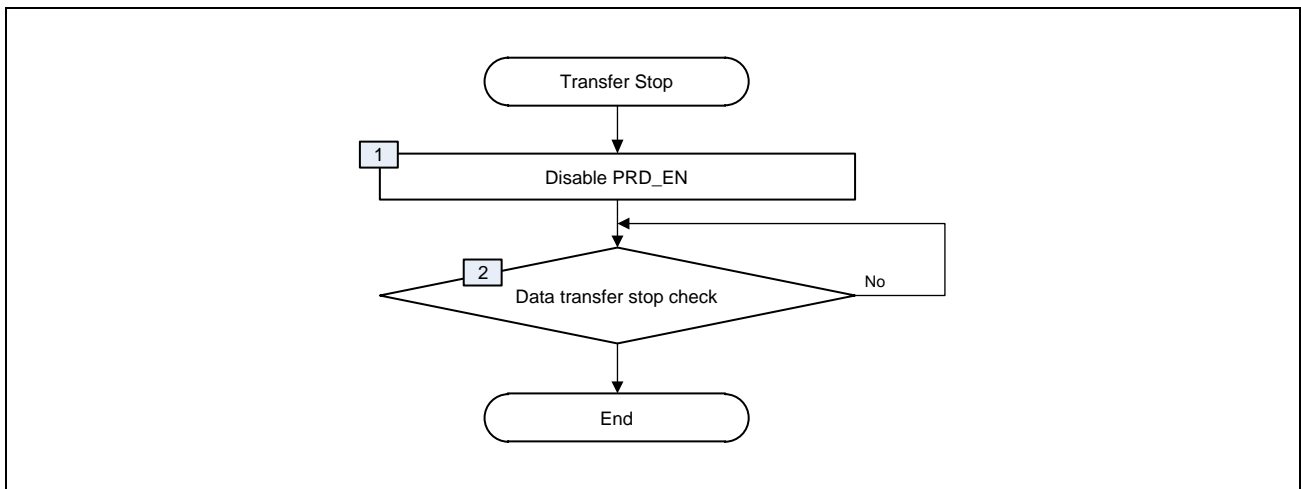 Transfer Stop
1
Disable PRD_EN
2
Data transfer stop check
No
End